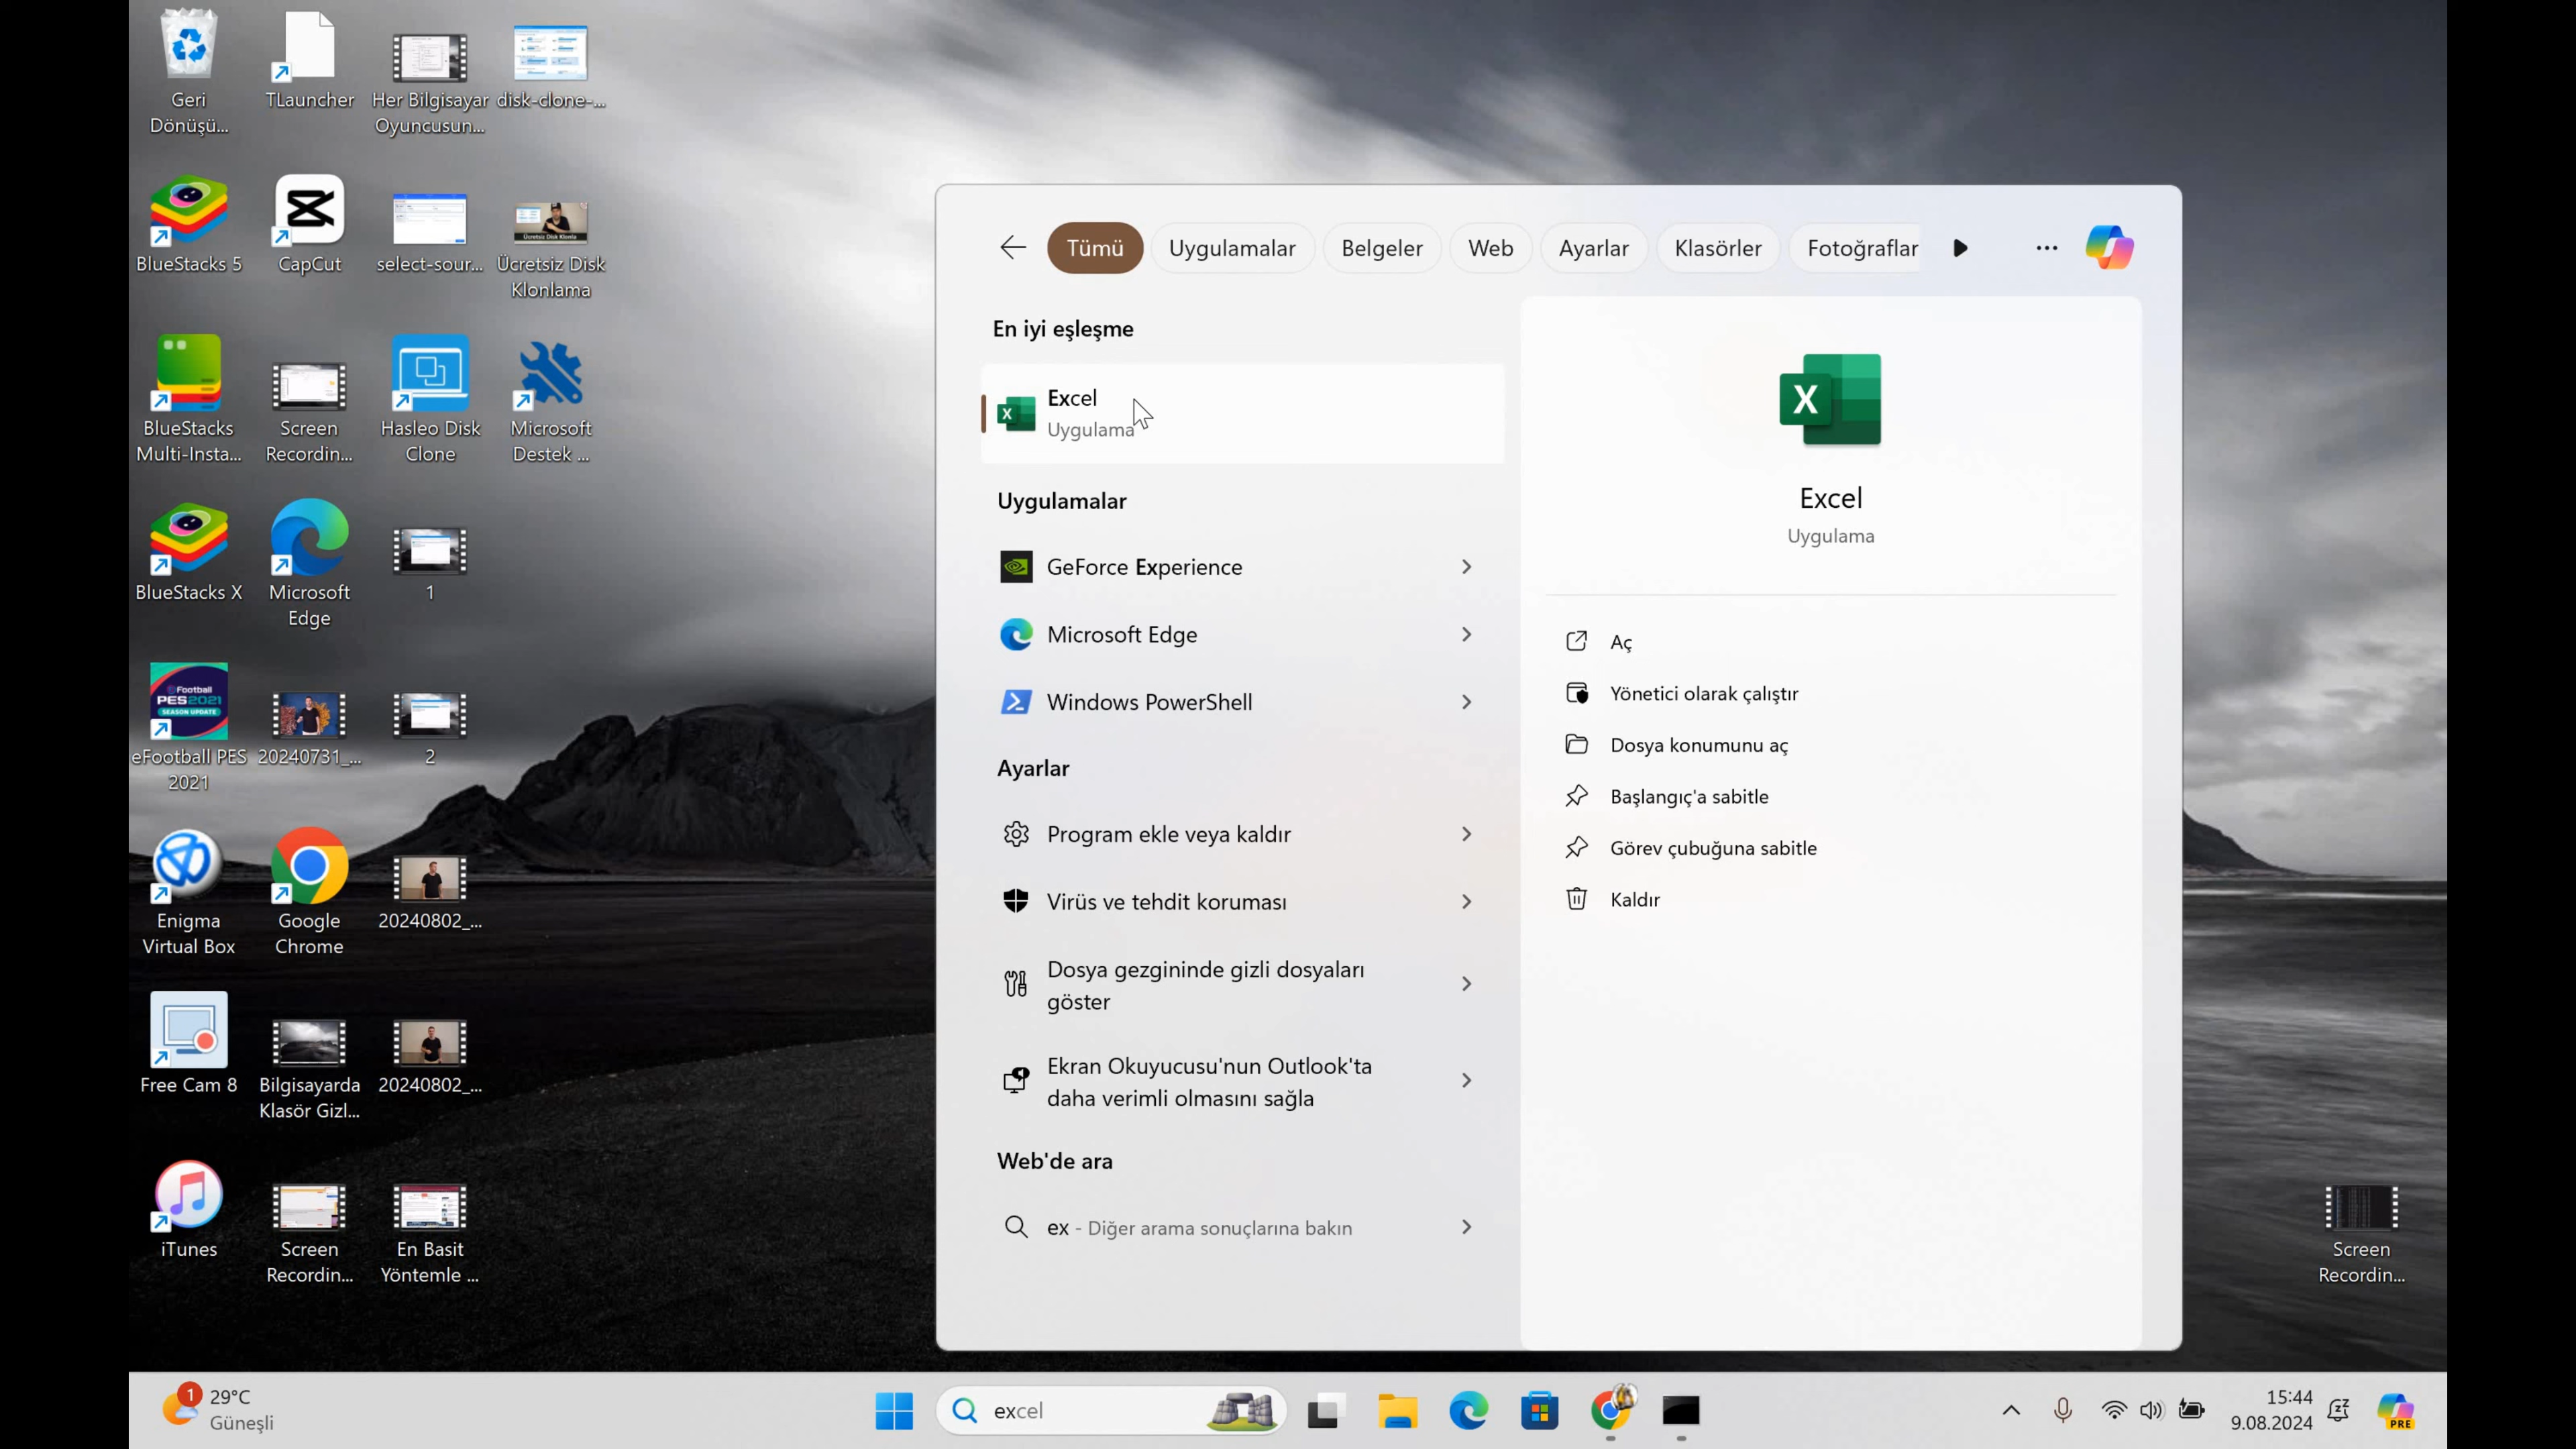 Geri
Dönüşü...
TLauncher
Her Bilgisayar
Oyuncusun...
disk-clone-...
BlueStacks 5
CapCut
select-sour...
Ücretsiz Disk
Klonlama
BlueStacks
Multi-Insta...
Screen
Recordin...
Hasleo Disk
Clone
Microsoft
Destek ...
BlueStacks X
Microsoft
Edge
1
eFootball PES
2021
20240731_...
2
Enigma
Virtual Box
Google
Chrome
20240802_...
Free Cam 8
Bilgisayarda
Klasör Gizl...
20240802_...
iTunes
Screen
Recordin...
En Basit
Yöntemle ...
Screen
Recordin...
Tümü
Uygulamalar
Belgeler
Web
Ayarlar
Klasörler
Fotoğraflar
En iyi eşleşme
Excel
Uygulama
Uygulamalar
GeForce Experience
Microsoft Edge
Windows PowerShell
Ayarlar
Program ekle veya kaldır
Virüs ve tehdit koruması
Dosya gezgininde gizli dosyaları
göster
Ekran Okuyucusu'nun Outlook'ta
daha verimli olmasını sağla
Web'de ara
ex - Diğer arama sonuçlarına bakın
Excel
Uygulama
Aç
Yönetici olarak çalıştır
Dosya konumunu aç
Başlangıç'a sabitle
Görev çubuğuna sabitle
Kaldır
1
29°C
Güneşli
excel
15:44
9.08.2024
PRE